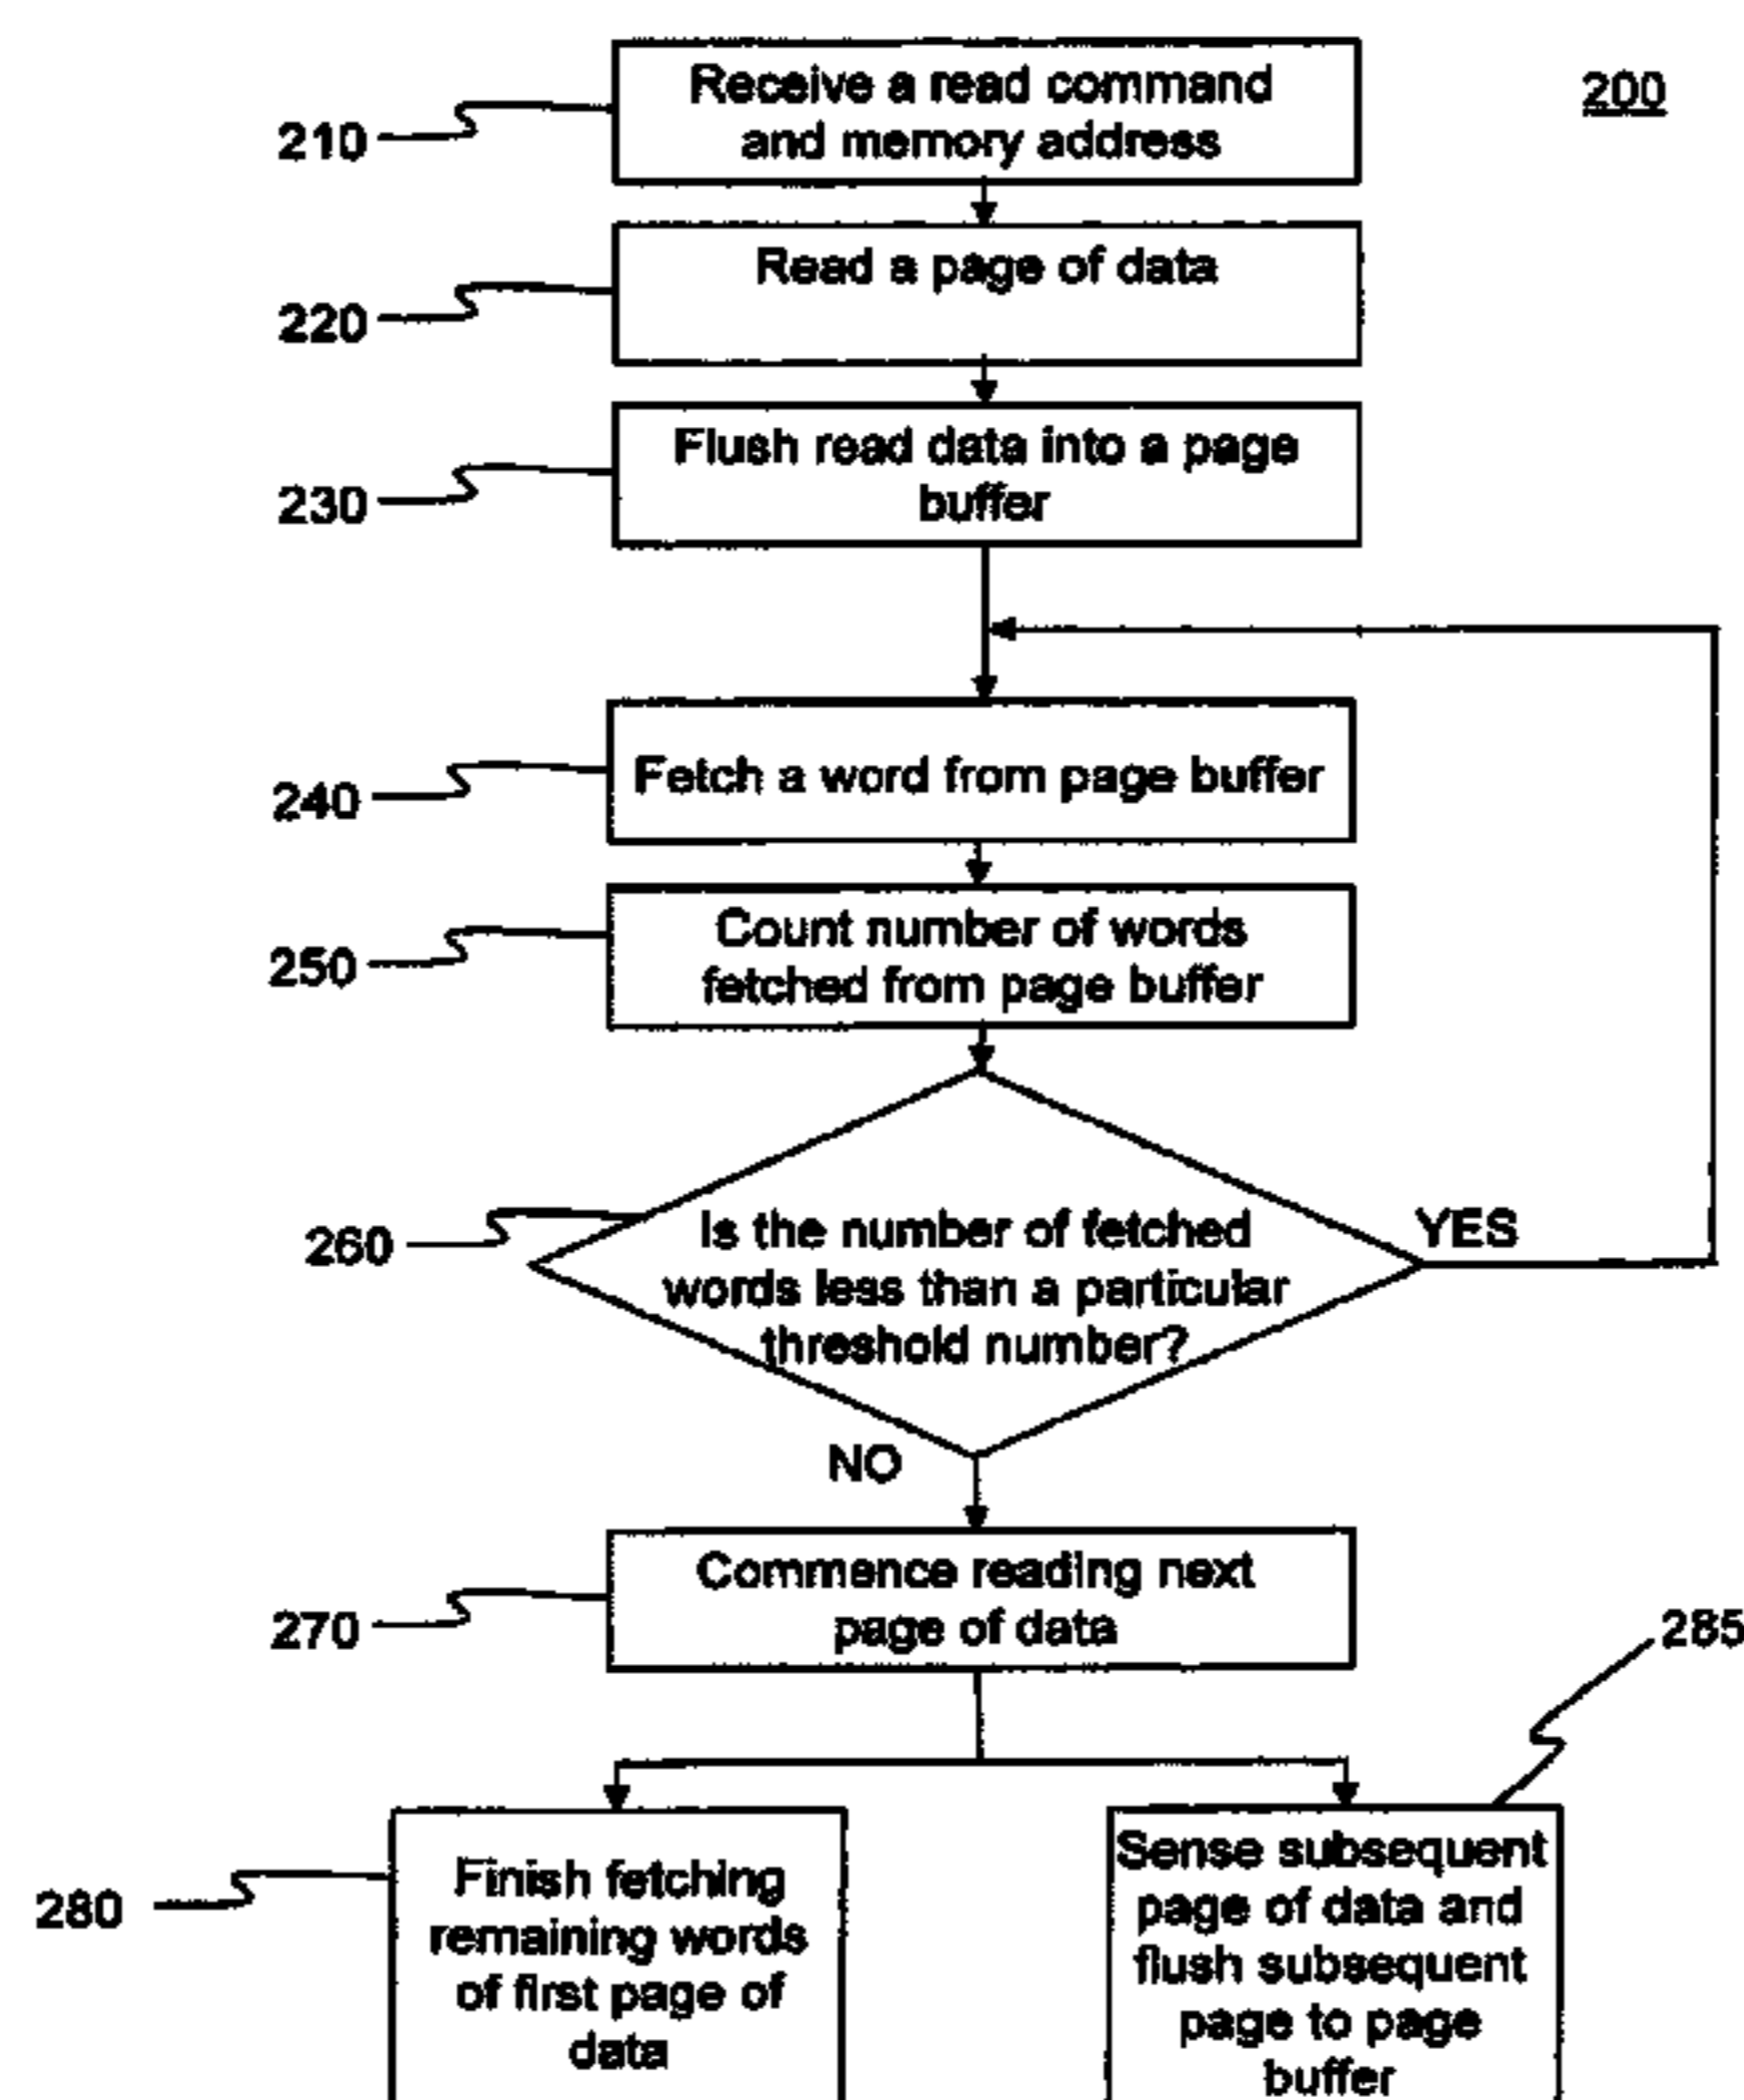 200
Receive a read command
and memory address
210
Read a page of data
220
Flush read data into a page
buffer
230
Fetch a word from page buffer
240
Count number of words
fetched from page buffer
250
Is the number of fetched
words less than a particular
threshold number?
260
YES
NO
Commence reading next
page of data
270
285
Finish fetching
remaining words
of first page of
data
280
Sense subsequent
page of data and
flush subsequent
page to page
buffer